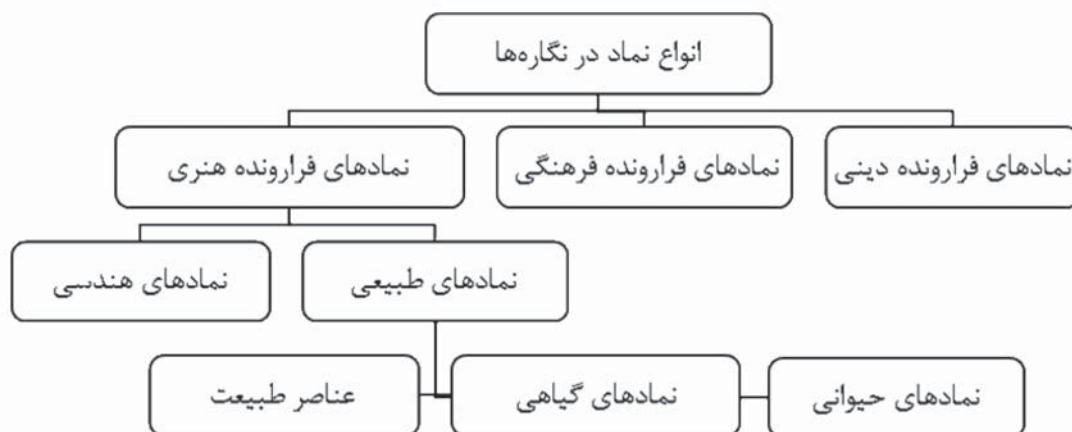 انواع نماد در نگاره‌ها
نمادهای فرارونده دینی
نمادهای فرارونده فرهنگی
نمادهای فرارونده هنری
نمادهای طبیعی
نمادهای هندسی
نمادهای حیوانی
نمادهای گیاهی
عناصر طبیعت